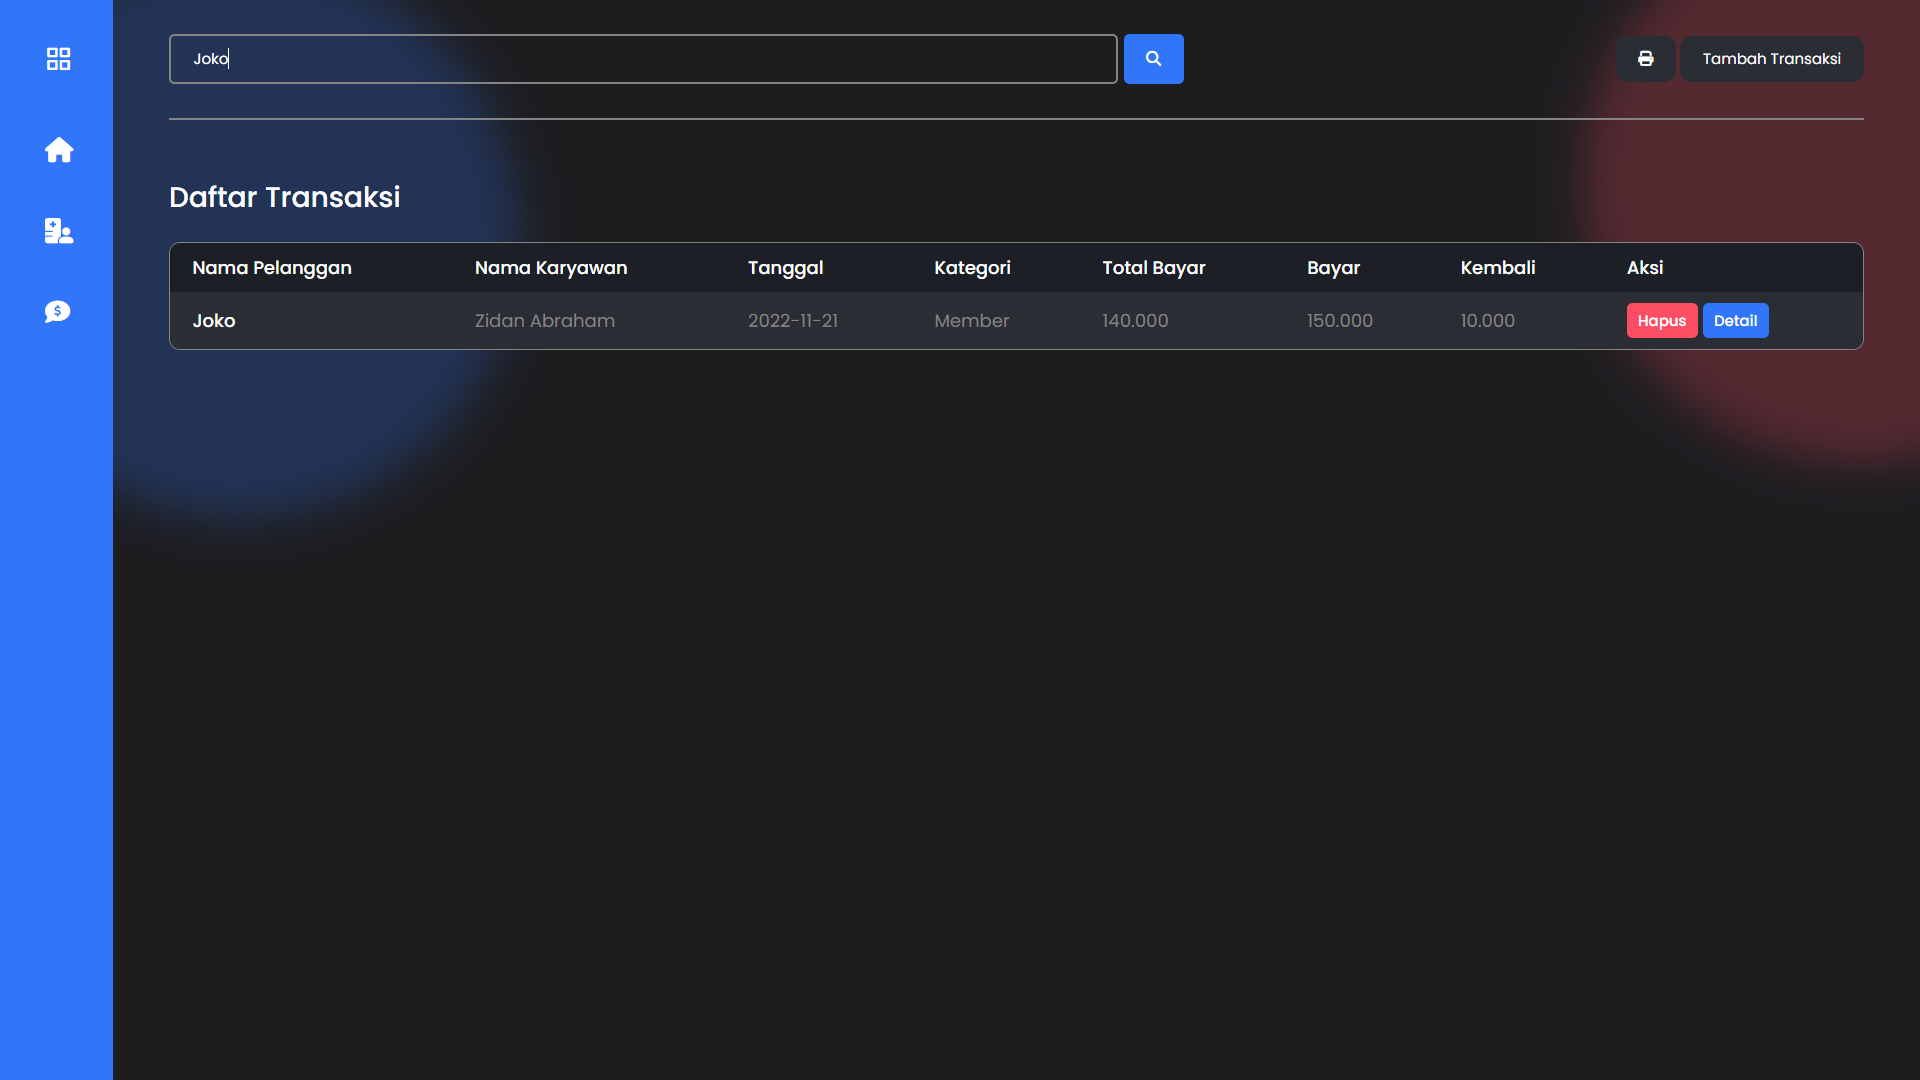 Joko
Tambah Transaksi
Daftar Transaksi
Nama Pelanggan Nama Karyawan Tanggal Kategori Total Bayar Bayar Kembali Aksi
Joko Zidan Abraham 2022-11-21 Member 140.000 150.000 10.000 Hapus Detail